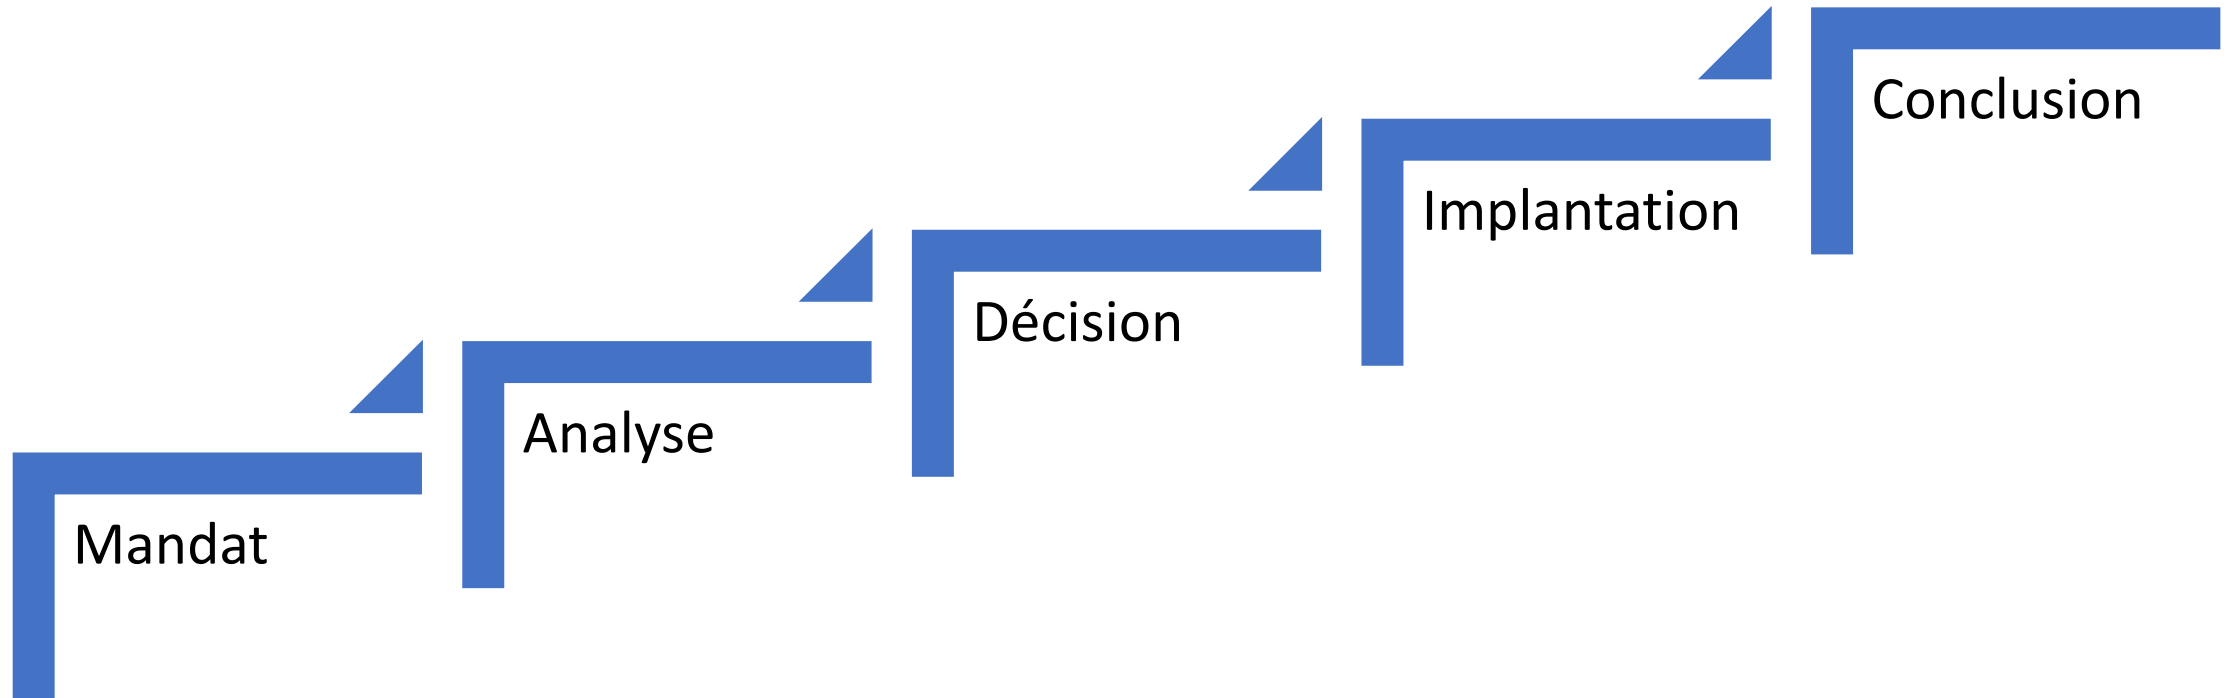 Mandat
Analyse
Décision
Implantation
Conclusion